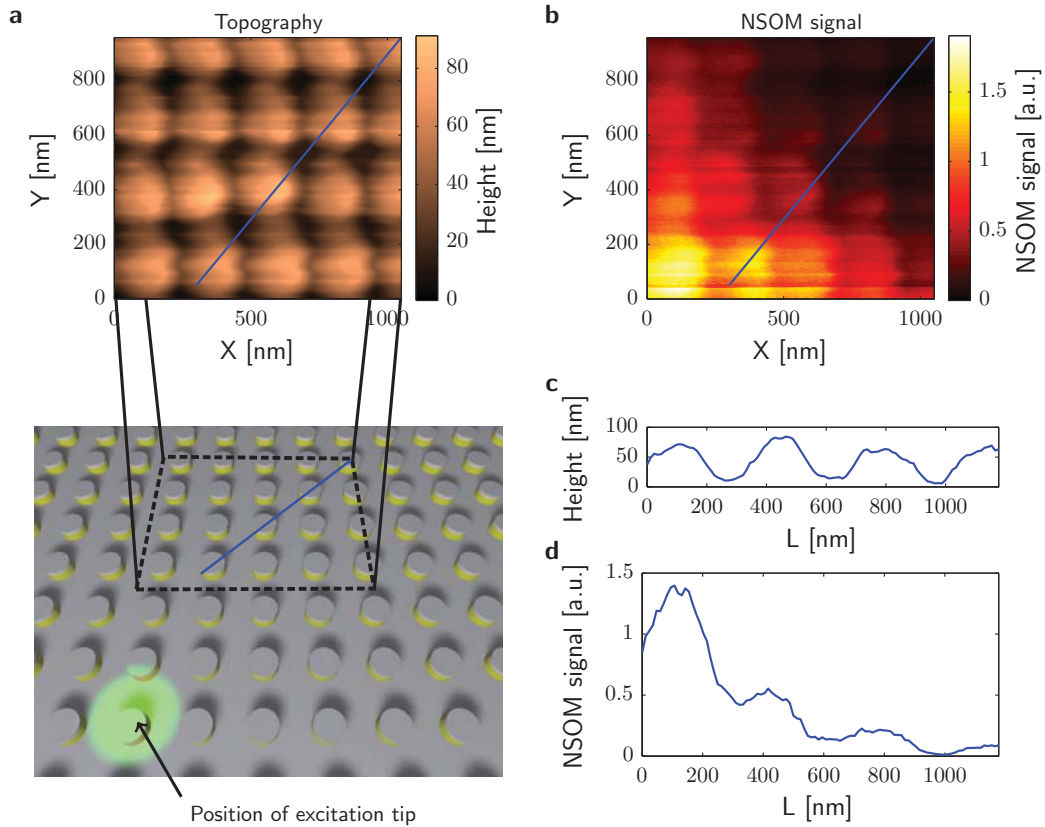 a
Topography
800
600
400
200
0
Y [nm]
0
500
1000
X [nm]
80
60
40
20
0
Height [nm]
b
NSOM signal
800
600
400
200
0
Y [nm]
0
500
1000
X [nm]
1.5
1
0.5
0
NSOM signal [a.u.]
c
100
50
0
Height [nm]
0 200 400 600 800 1000
L [nm]
d
1.5
1
0.5
0
NSOM signal [a.u.]
0 200 400 600 800 1000
L [nm]
Position of excitation tip